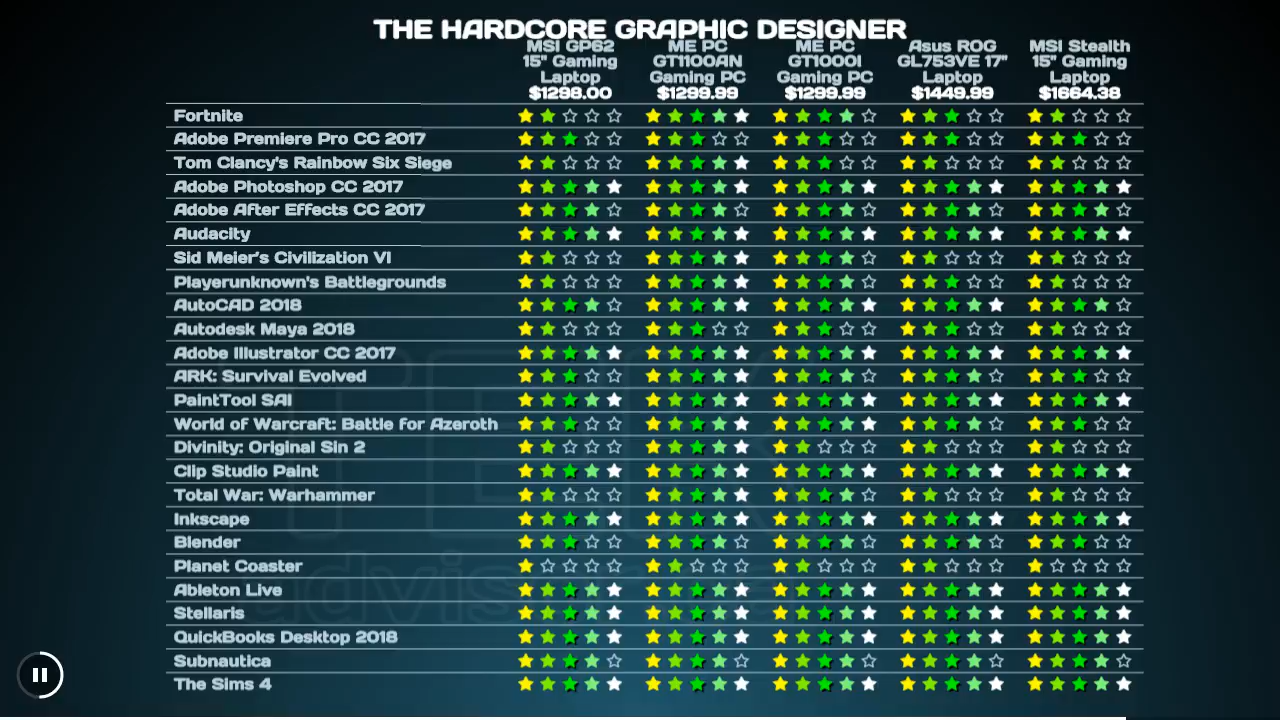 THE HARDCORE GRAPHIC DESIGNER
MSI GP62 15" Gaming Laptop $1298.00
ME PC GT1100AN Gaming PC $1299.99
ME PC GT1000I Gaming PC $1299.99
Asus ROG GL753VE 17" Laptop $1449.99
MSI Stealth 15" Gaming Laptop $1664.38
Fortnite
Adobe Premiere Pro CC 2017
Tom Clancy's Rainbow Six Siege
Adobe Photoshop CC 2017
Adobe After Effects CC 2017
Audacity
Sid Meier's Civilization VI
Playerunknown's Battlegrounds
AutoCAD 2018
Autodesk Maya 2018
Adobe Illustrator CC 2017
ARK: Survival Evolved
PaintTool SAI
World of Warcraft: Battle for Azeroth
Divinity: Original Sin 2
Clip Studio Paint
Total War: Warhammer
Inkscape
Blender
Planet Coaster
Ableton Live
Stellaris
QuickBooks Desktop 2018
Subnautica
The Sims 4